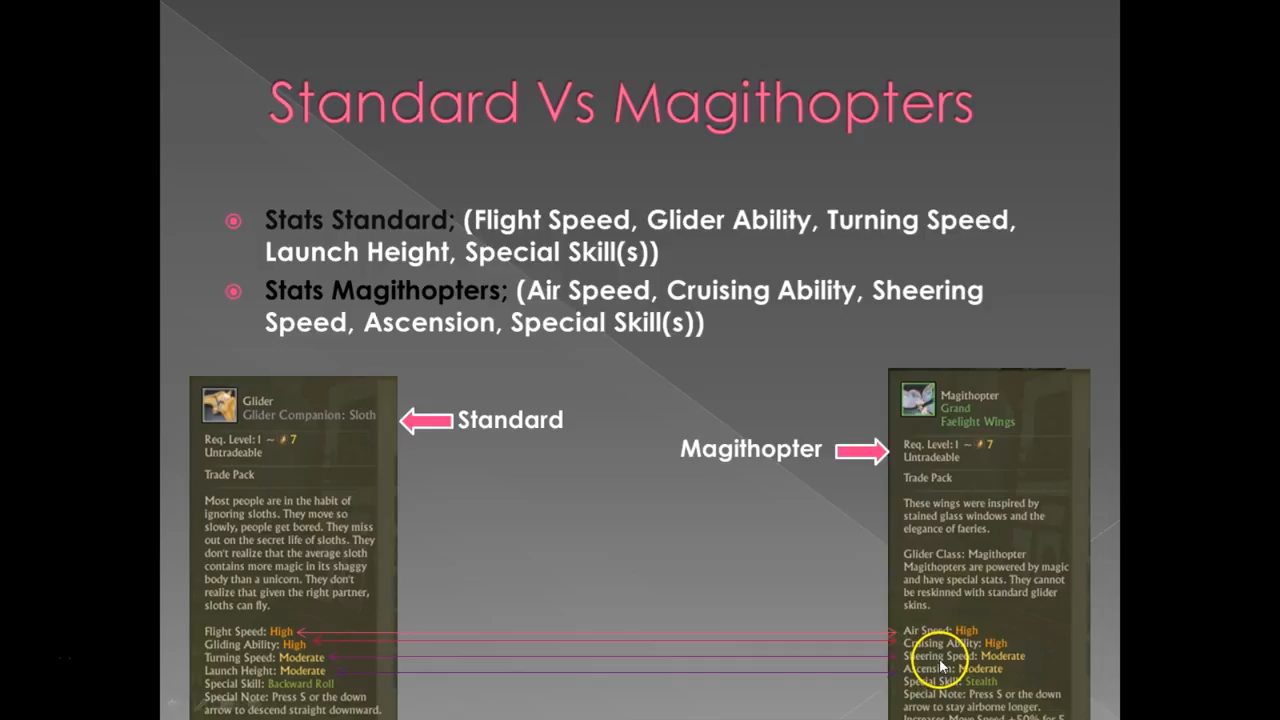 Standard Vs Magithopters
Stats Standard; (Flight Speed, Glider Ability, Turning Speed,
Launch Height, Special Skill(s))
Stats Magithopters; (Air Speed, Cruising Ability, Sheering
Speed, Ascension, Special Skill(s))
Glider
Glider Companion: Sloth
Req. Level: 1 ~ 7
Untradeable
Trade Pack
Most people are in the habit of
ignoring sloths. They move so
slowly, people get bored. They miss
out on the secret life of sloths. They
don't realize that the average sloth
contains more magic in its shaggy
body than a unicorn. They don't
realize that given the right partner,
sloths can fly.
Flight Speed: High
Gliding Ability: High
Turning Speed: Moderate
Launch Height: Moderate
Special Skill: Backward Roll
Special Note: Press S or the down
arrow to descend straight downward.
Standard
Magithopter
Magithopter
Grand
Faelight Wings
Req. Level: 1 ~ 7
Untradeable
Trade Pack
These wings were inspired by
stained glass windows and the
elegance of faeries.
Glider Class: Magithopter
Magithopters are powered by magic
and have special stats. They cannot
be reskinned with standard glider
skins.
Air Speed: High
Cruising Ability: High
Sheering Speed: Moderate
Ascension: Moderate
Special Skill: Stealth
Special Note: Press S or the down
arrow to stay airborne longer.
Increases Move Speed +50% for 5